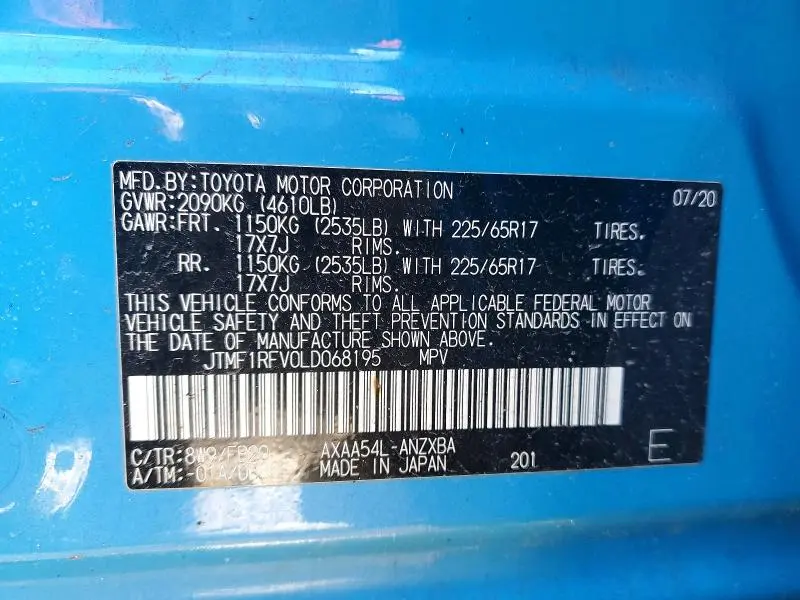 MFD.BY:TOYOTA MOTOR CORPORATION 07/20
GVWR:2090KG (4610LB)
GAWR:FRT. 1150KG (2535LB) WITH 225/65R17 TIRES.
17X7J RIMS.
RR. 1150KG (2535LB) WITH 225/65R17 TIRES.
17X7J RIMS.
THIS VEHICLE CONFORMS TO ALL APPLICABLE FEDERAL MOTOR
VEHICLE SAFETY AND THEFT PREVENTION STANDARDS IN EFFECT ON
THE DATE OF MANUFACTURE SHOWN ABOVE.
JTMF1RFV0LD068195 MPV
C/TR:8W9/FB20 AXAA54L-ANZXBA
A/TM: MADE IN JAPAN 201 E